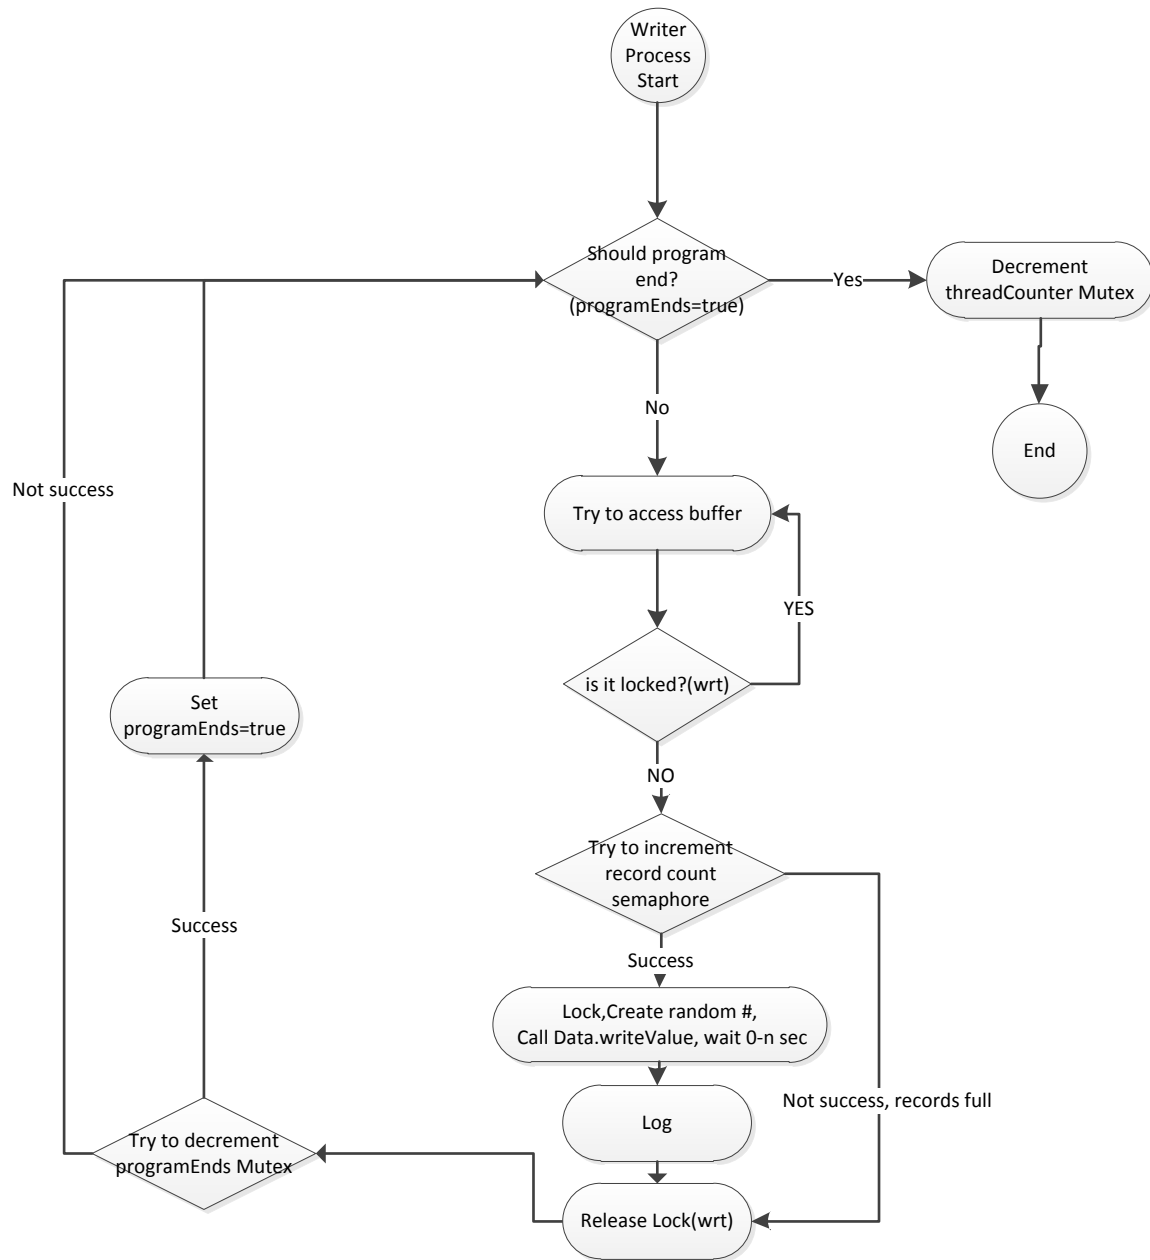 Writer
Process
Start
Should program
end?
(programEnds=true)
Yes
Decrement
threadCounter Mutex
End
No
Not success
Try to access buffer
YES
is it locked?(wrt)
Set
programEnds=true
NO
Try to increment
record count
semaphore
Success
Success
Lock,Create random #,
Call Data.writeValue, wait 0-n sec
Not success, records full
Log
Try to decrement
programEnds Mutex
Release Lock(wrt)